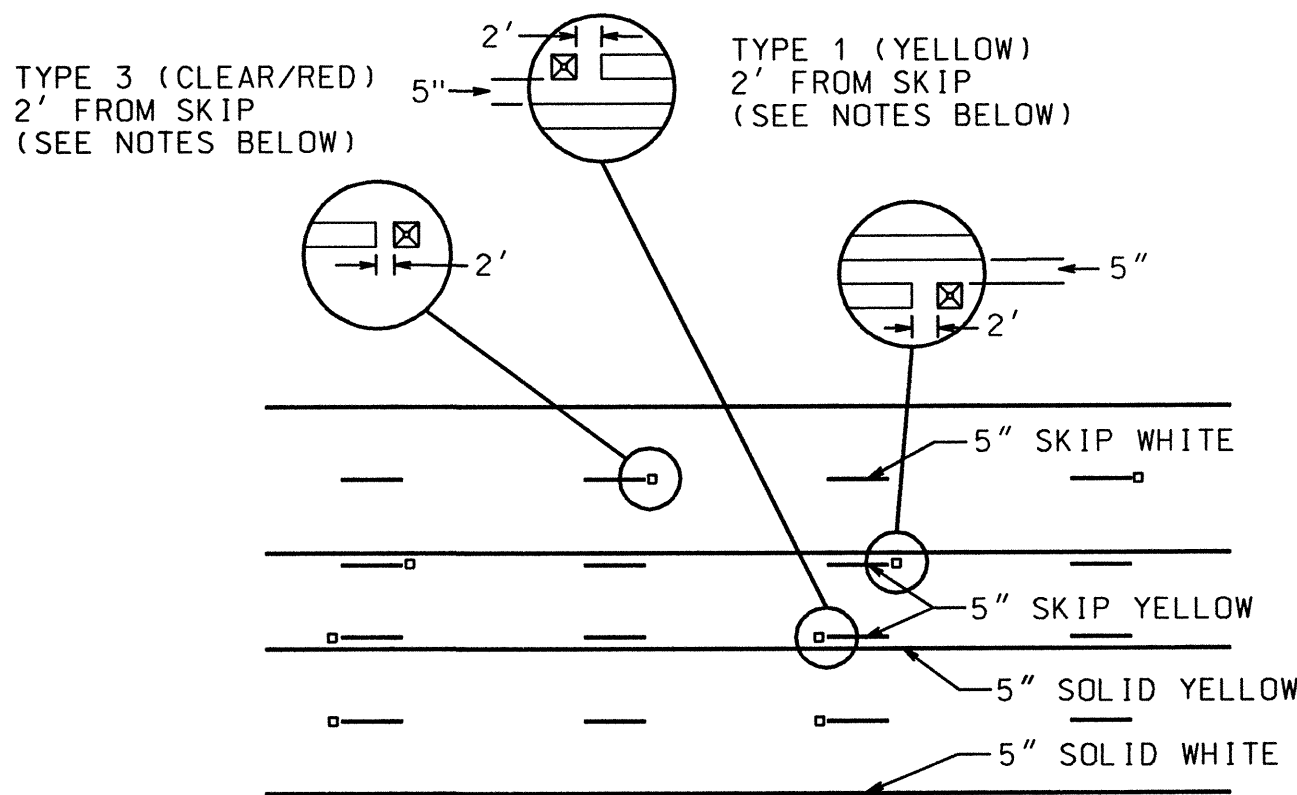 TYPE 3 (CLEAR/RED)
2' FROM SKIP
(SEE NOTES BELOW)
2'
5"
TYPE 1 (YELLOW)
2' FROM SKIP
(SEE NOTES BELOW)
2'
5"
2'
5" SKIP WHITE
5" SKIP YELLOW
5" SOLID YELLOW
5" SOLID WHITE